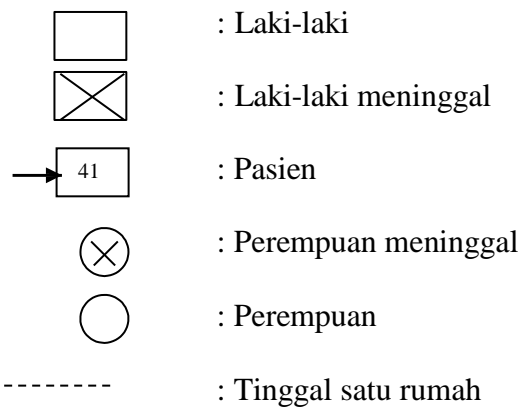 : Laki-laki
: Laki-laki meninggal
41 : Pasien
: Perempuan meninggal
: Perempuan
: Tinggal satu rumah